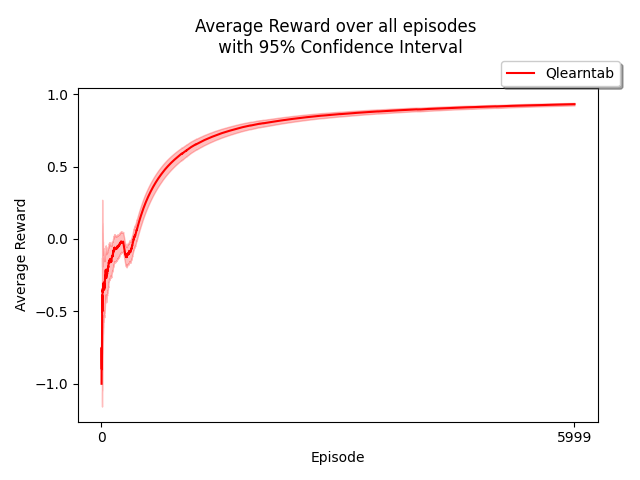 Average Reward over all episodes
with 95% Confidence Interval
Qlearntab
1.0
0.5
0.0
−0.5
−1.0
Average Reward
0
5999
Episode